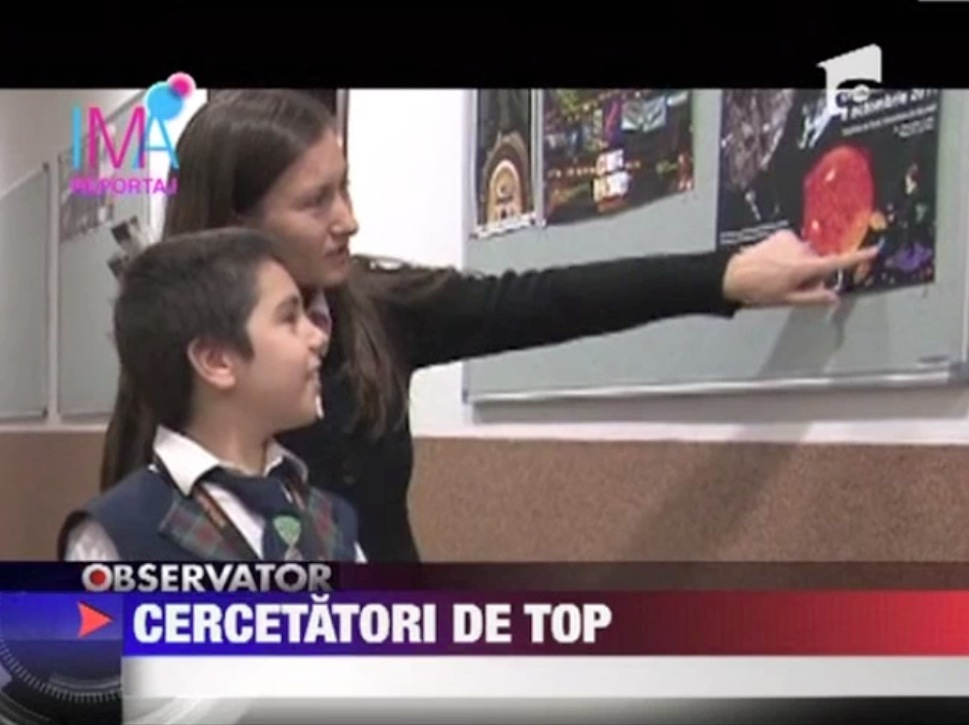 IMA
REPORTAJ
OBSERVATOR
CERCETĂTORI DE TOP